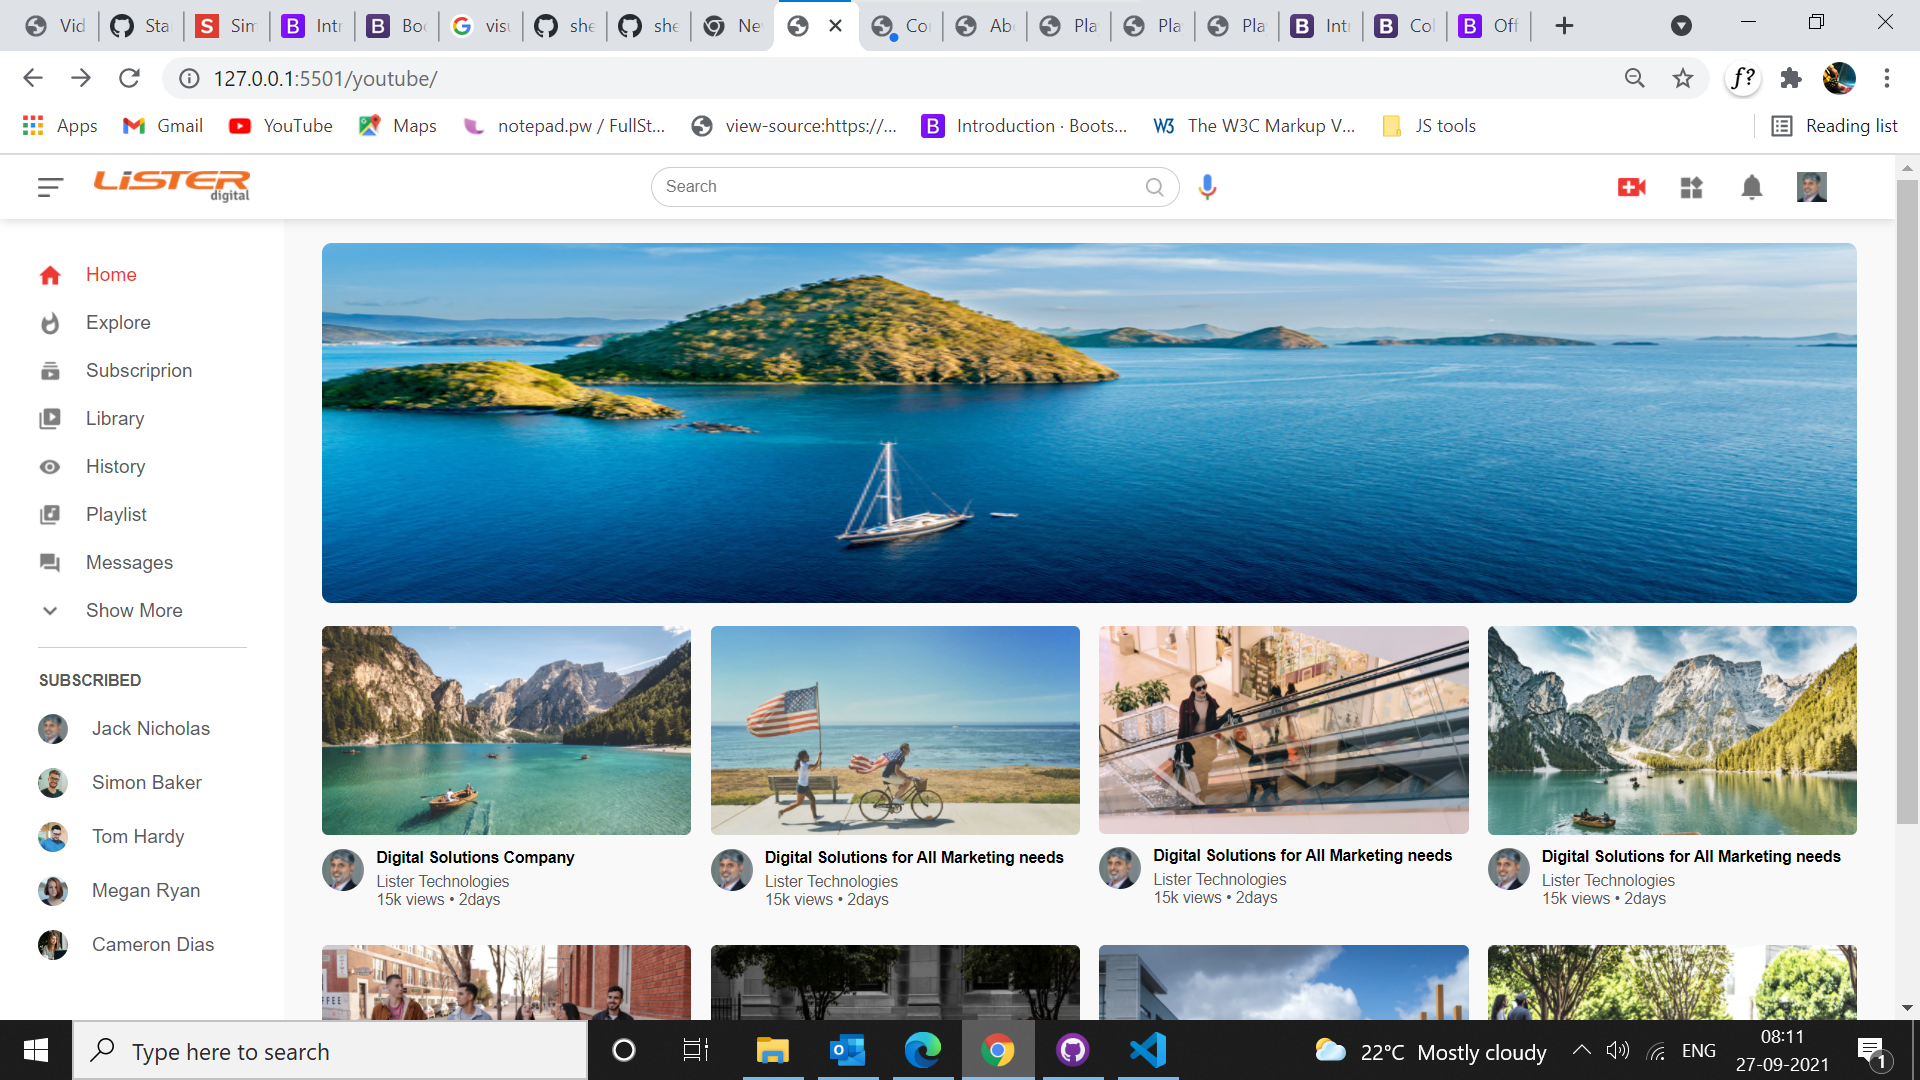 Vid
Sta
Sim
Intr
Boo
visu
she
she
Ne
Co
Ab
Pla
Pla
Pla
Intr
Col
Off
127.0.0.1:5501/youtube/
f?
Apps
Gmail
YouTube
Maps
notepad.pw / FullSt...
view-source:https://...
Introduction · Boots...
The W3C Markup V...
JS tools
Reading list
LiSTER
digital
Search
Home
Explore
Subscriprion
Library
History
Playlist
Messages
Show More
SUBSCRIBED
Jack Nicholas
Simon Baker
Tom Hardy
Megan Ryan
Cameron Dias
Digital Solutions Company
Lister Technologies
15k views • 2days
Digital Solutions for All Marketing needs
Lister Technologies
15k views • 2days
Digital Solutions for All Marketing needs
Lister Technologies
15k views • 2days
Digital Solutions for All Marketing needs
Lister Technologies
15k views • 2days
Type here to search
22°C Mostly cloudy
ENG
08:11
27-09-2021
1